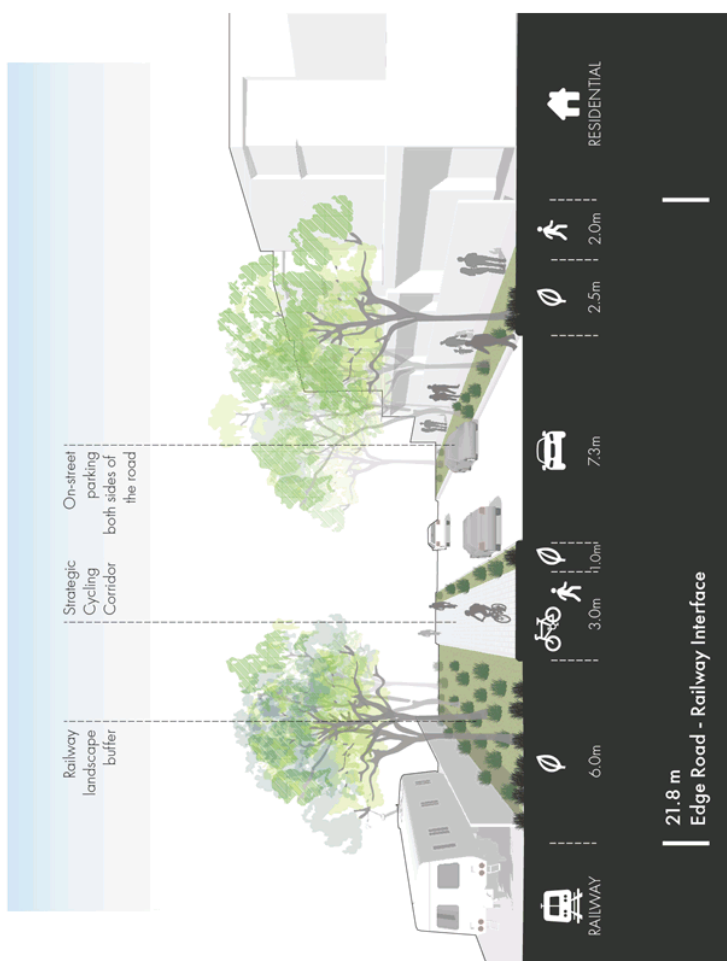 Railway
landscape
buffer
Strategic
Cycling
Corridor
On-street
parking
both sides of
the road
RAILWAY
6.0m
3.0m
1.0m
7.3m
2.5m
2.0m
RESIDENTIAL
21.8 m
Edge Road - Railway Interface